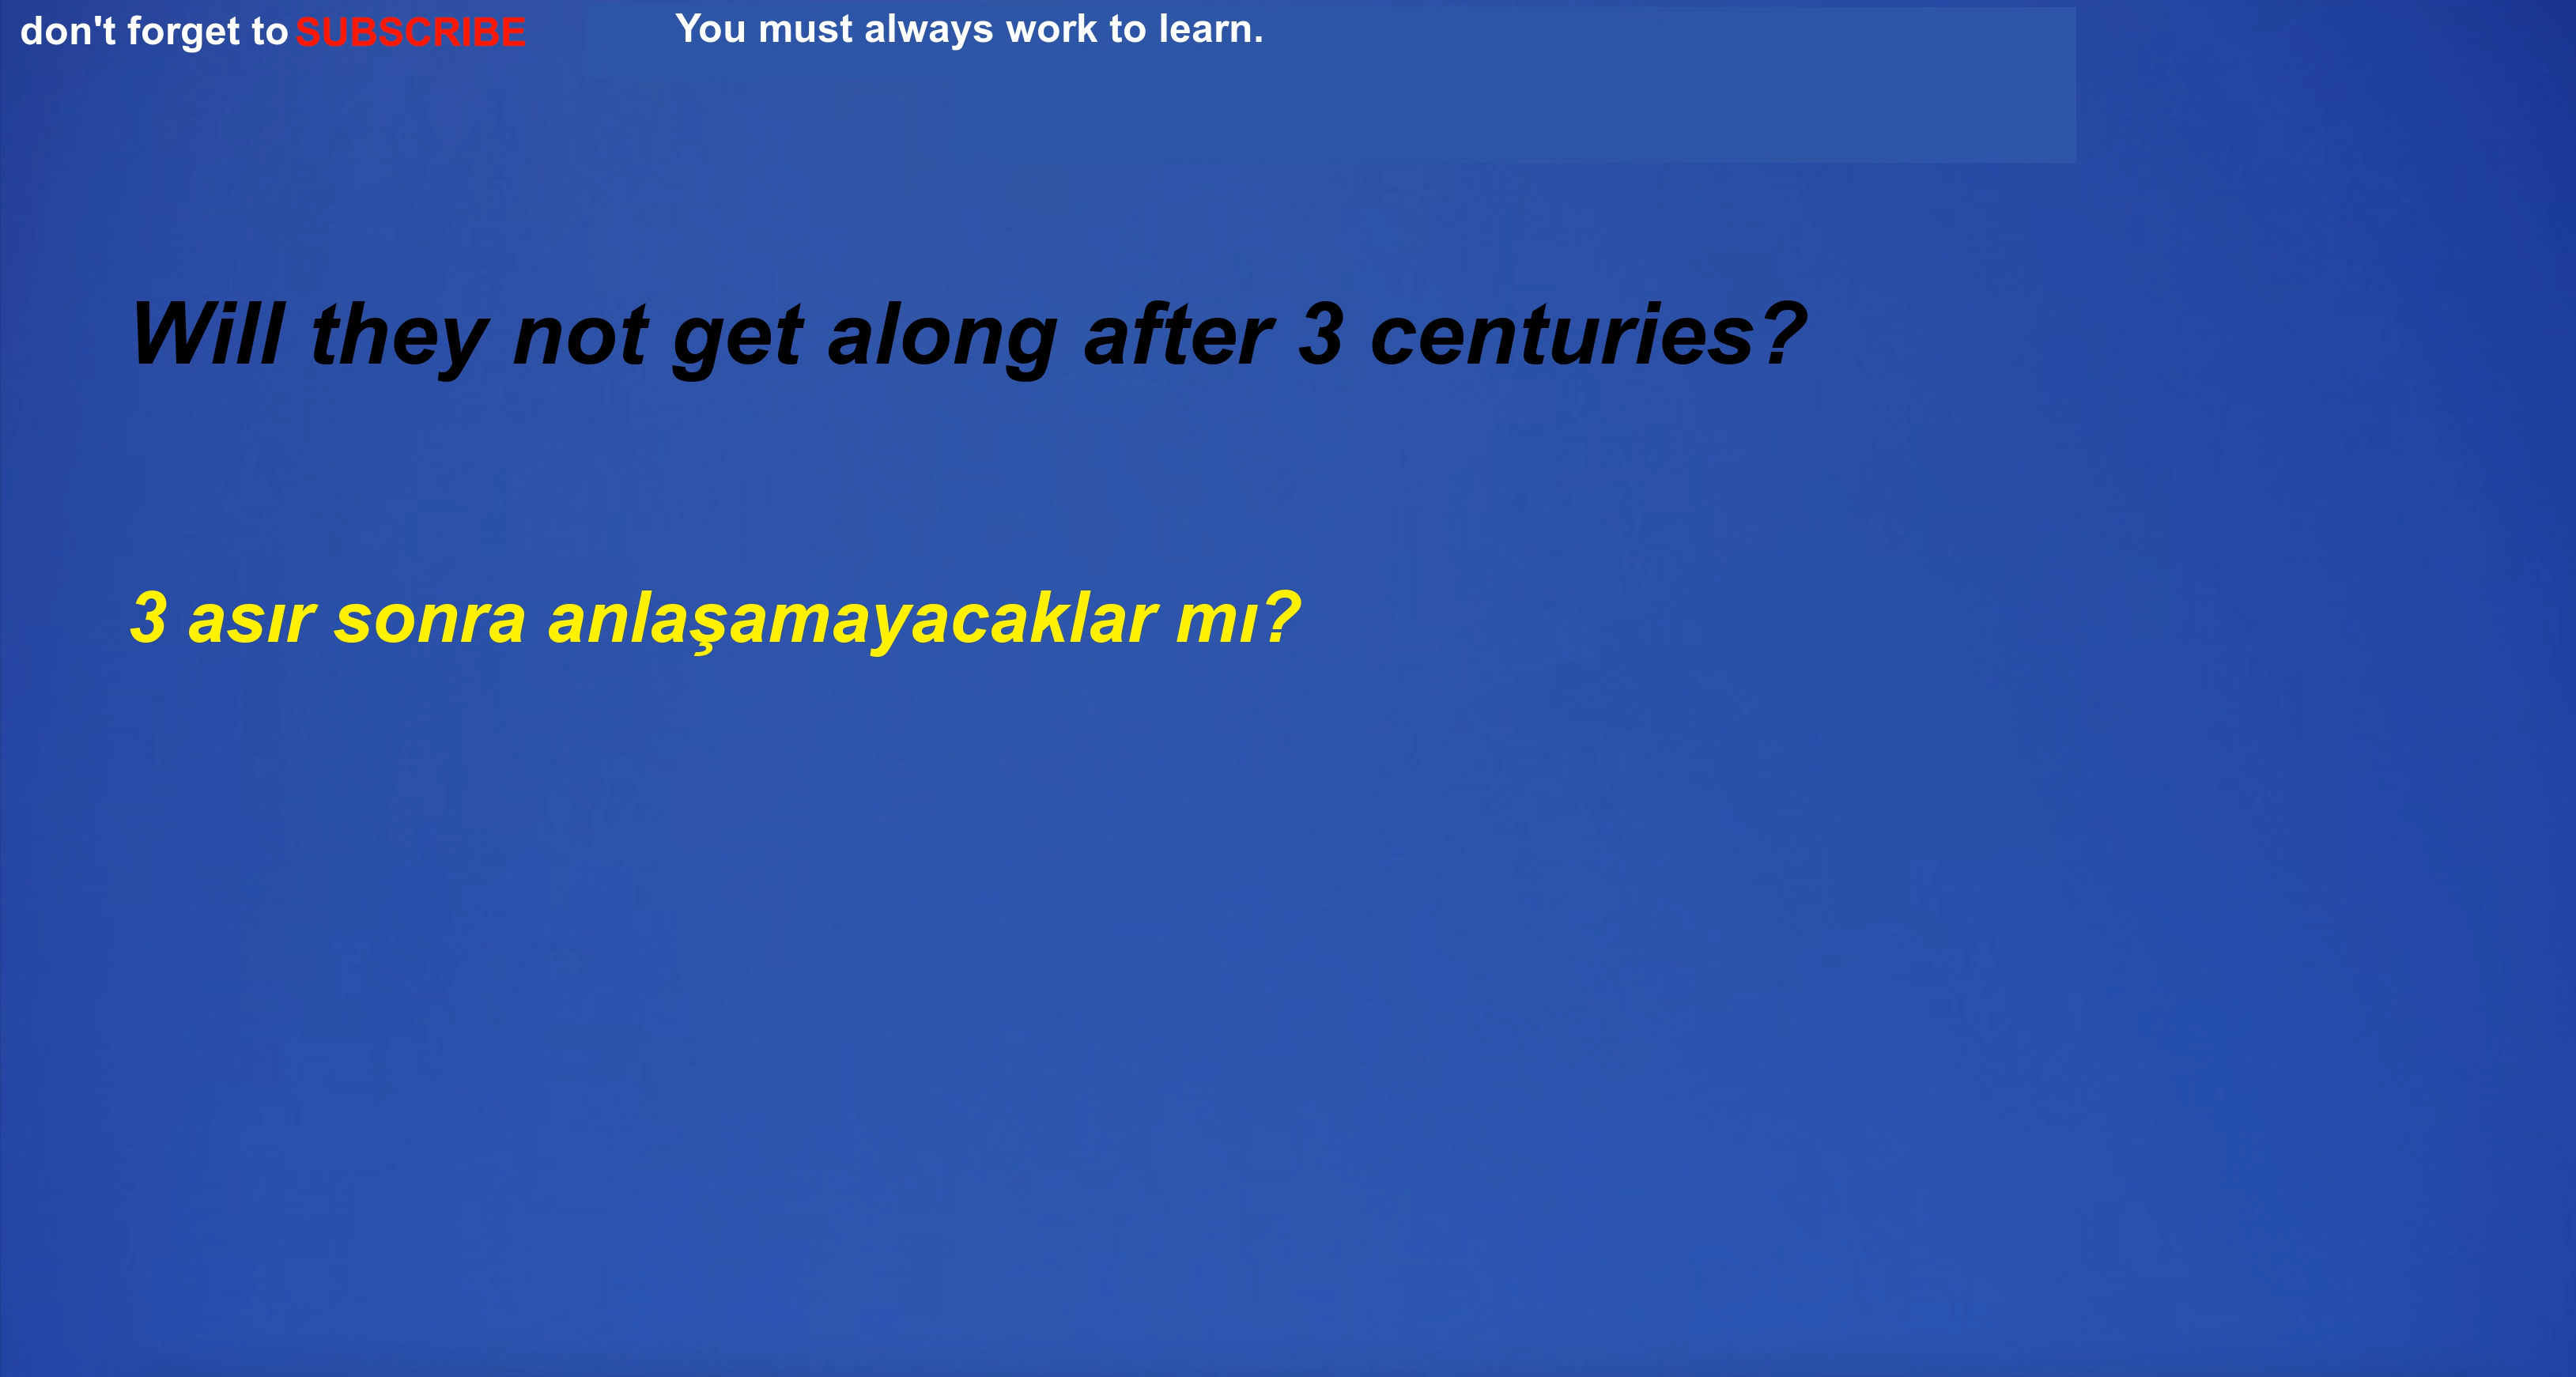 don't forget to SUBSCRIBE You must always work to learn.
Will they not get along after 3 centuries?
3 asır sonra anlaşamayacaklar mı?